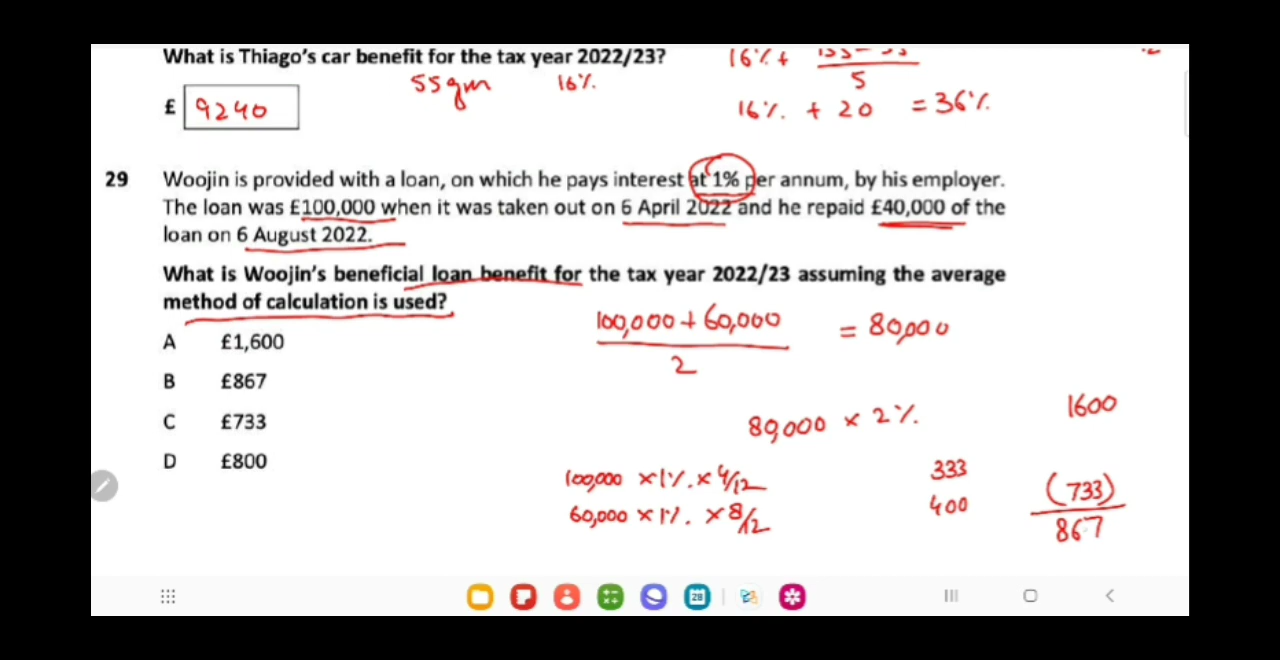 What is Thiago's car benefit for the tax year 2022/23? 16% +
5
55gm 16%.
£ 9240 16%. + 20 = 36%.
29 Woojin is provided with a loan, on which he pays interest at 1% per annum, by his employer.
The loan was £100,000 when it was taken out on 6 April 2022 and he repaid £40,000 of the
loan on 6 August 2022.
What is Woojin's beneficial loan benefit for the tax year 2022/23 assuming the average
method of calculation is used?
100,000 + 60,000 = 80,000
2
A £1,600
B £867
C £733
D £800
80,000 × 2%. 1600
100,000 × 1%. × 4/12 333
60,000 × 1%. × 8/12 400 (733)
867
28